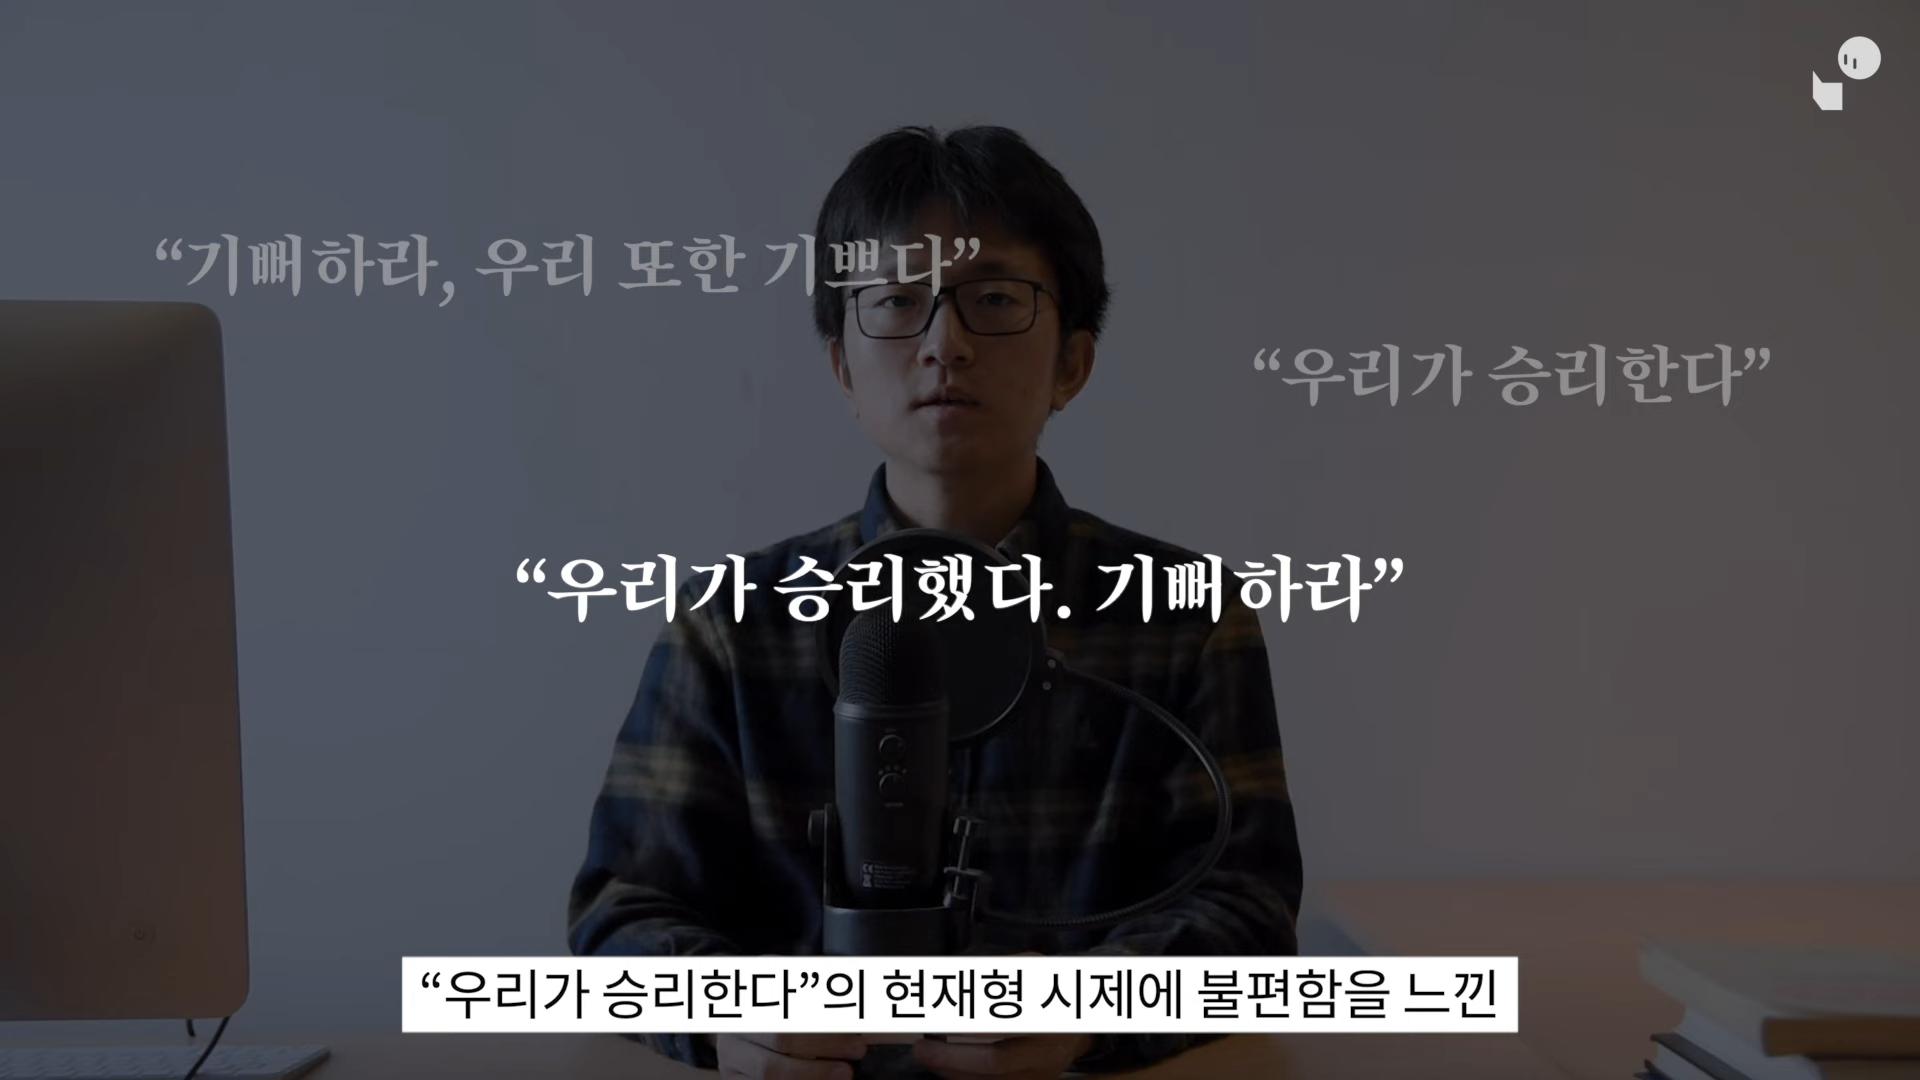 “기뻐하라, 우리 또한 기쁘다”
“우리가 승리한다”
“우리가 승리했다. 기뻐하라”
“우리가 승리한다”의 현재형 시제에 불편함을 느낀